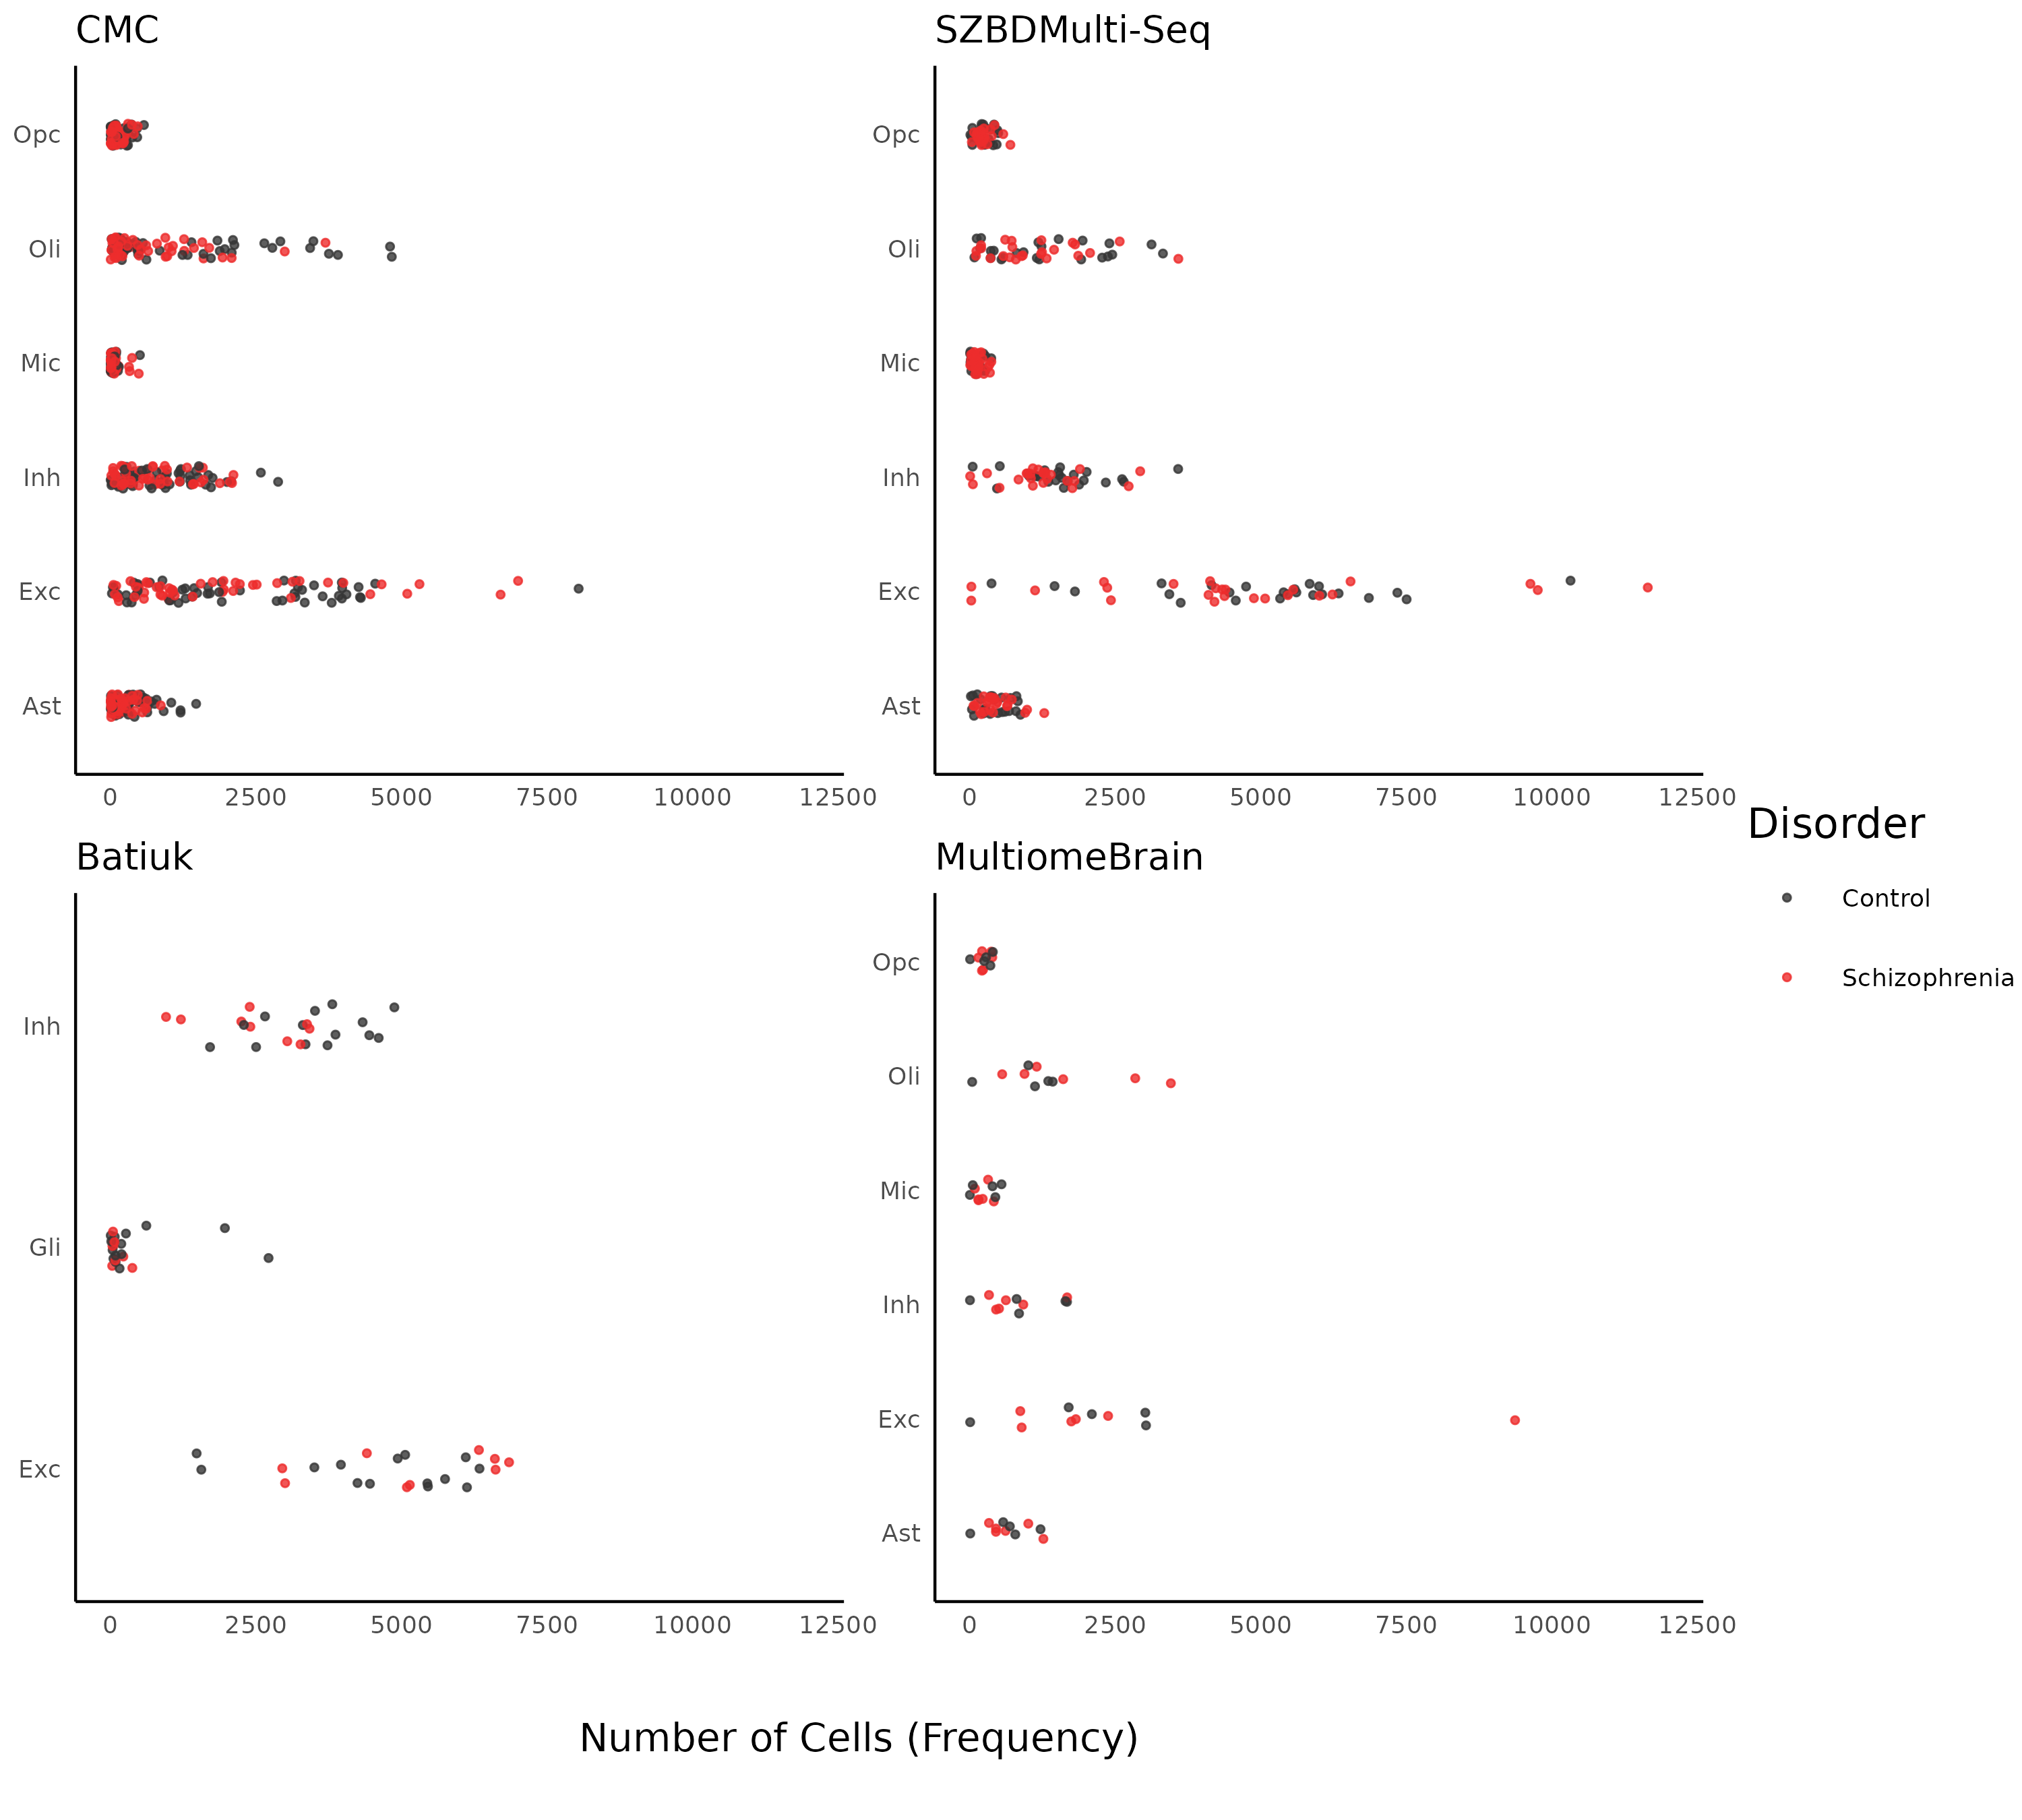 CMC
Opc
Oli
Mic
Inh
Exc
Ast
0 2500 5000 7500 10000 12500
SZBDMulti-Seq
Opc
Oli
Mic
Inh
Exc
Ast
0 2500 5000 7500 10000 12500
Batiuk
Inh
Gli
Exc
0 2500 5000 7500 10000 12500
MultiomeBrain
Opc
Oli
Mic
Inh
Exc
Ast
0 2500 5000 7500 10000 12500
Disorder
Control
Schizophrenia
Number of Cells (Frequency)